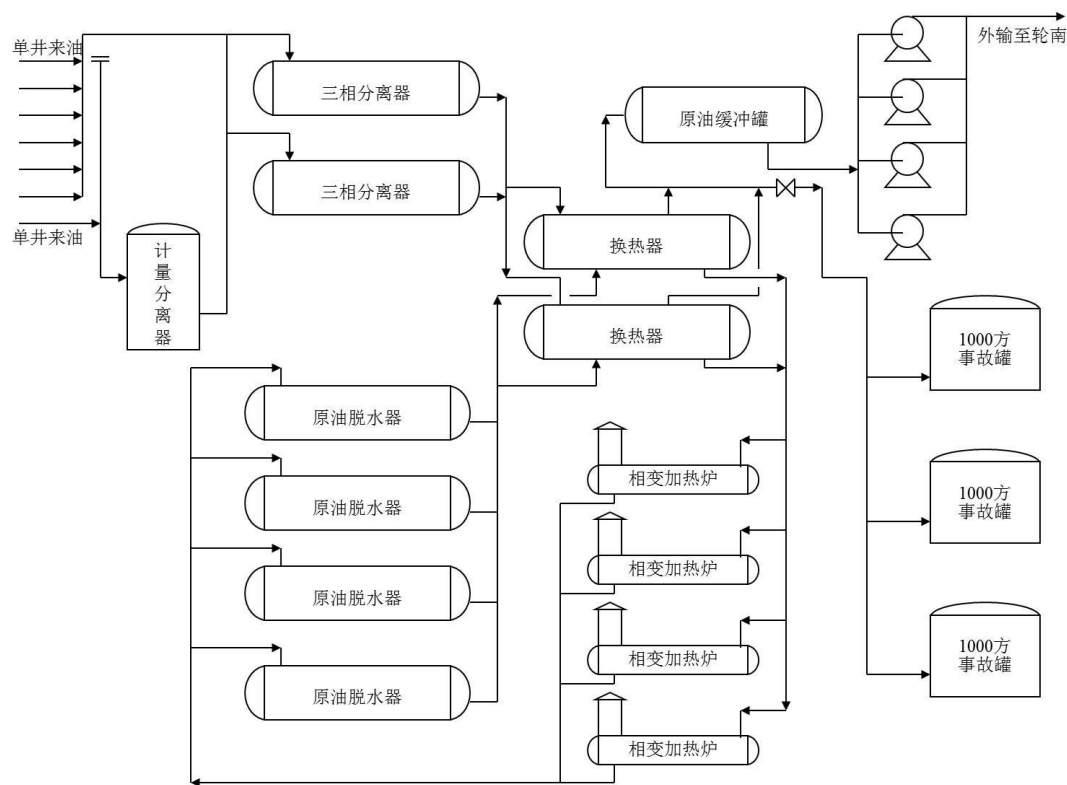 单井来油
外输至轮南
三相分离器
原油缓冲罐
三相分离器
单井来油
计
量
分
离
器
换热器
换热器
1000方
事故罐
原油脱水器
相变加热炉
1000方
事故罐
原油脱水器
相变加热炉
原油脱水器
相变加热炉
1000方
事故罐
原油脱水器
相变加热炉